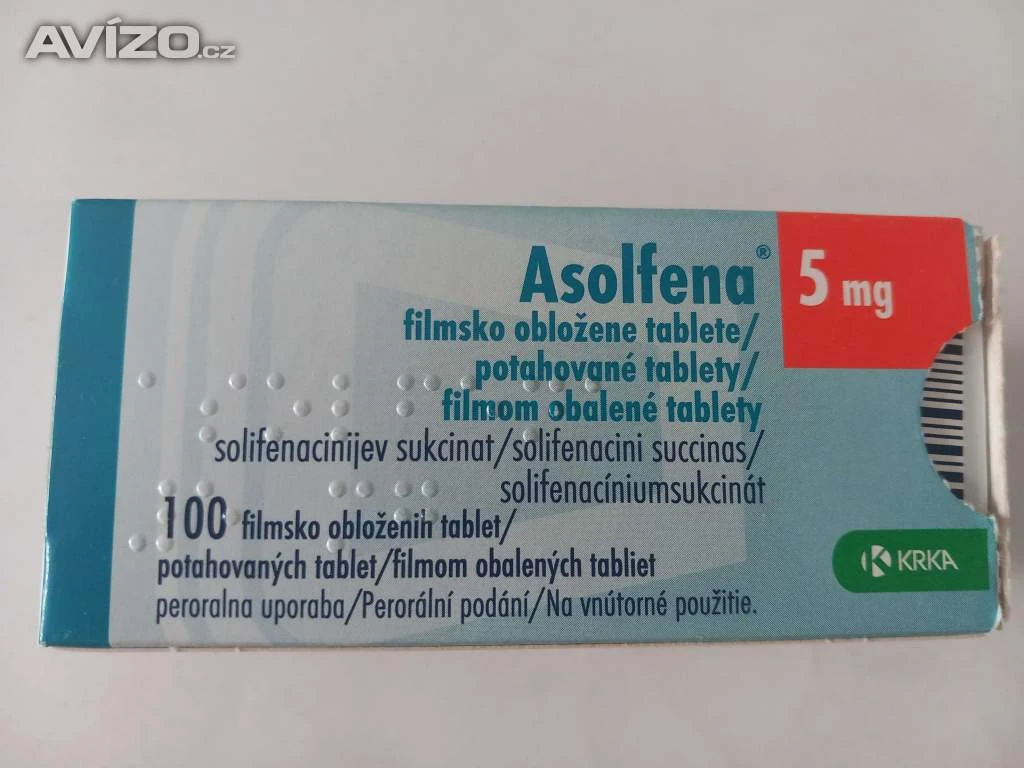 AVÍZO.cz
Asolfena® 5 mg
filmsko obložene tablete/
potahované tablety/
filmom obalené tablety
solifenacinijev sukcinat/solifenacini succinas/
solifenacíniumsukcinát
100 filmsko obloženih tablet/
potahovaných tablet/filmom obalených tabliet
peroralna uporaba/Perorální podání/Na vnútorné použitie.
KRKA